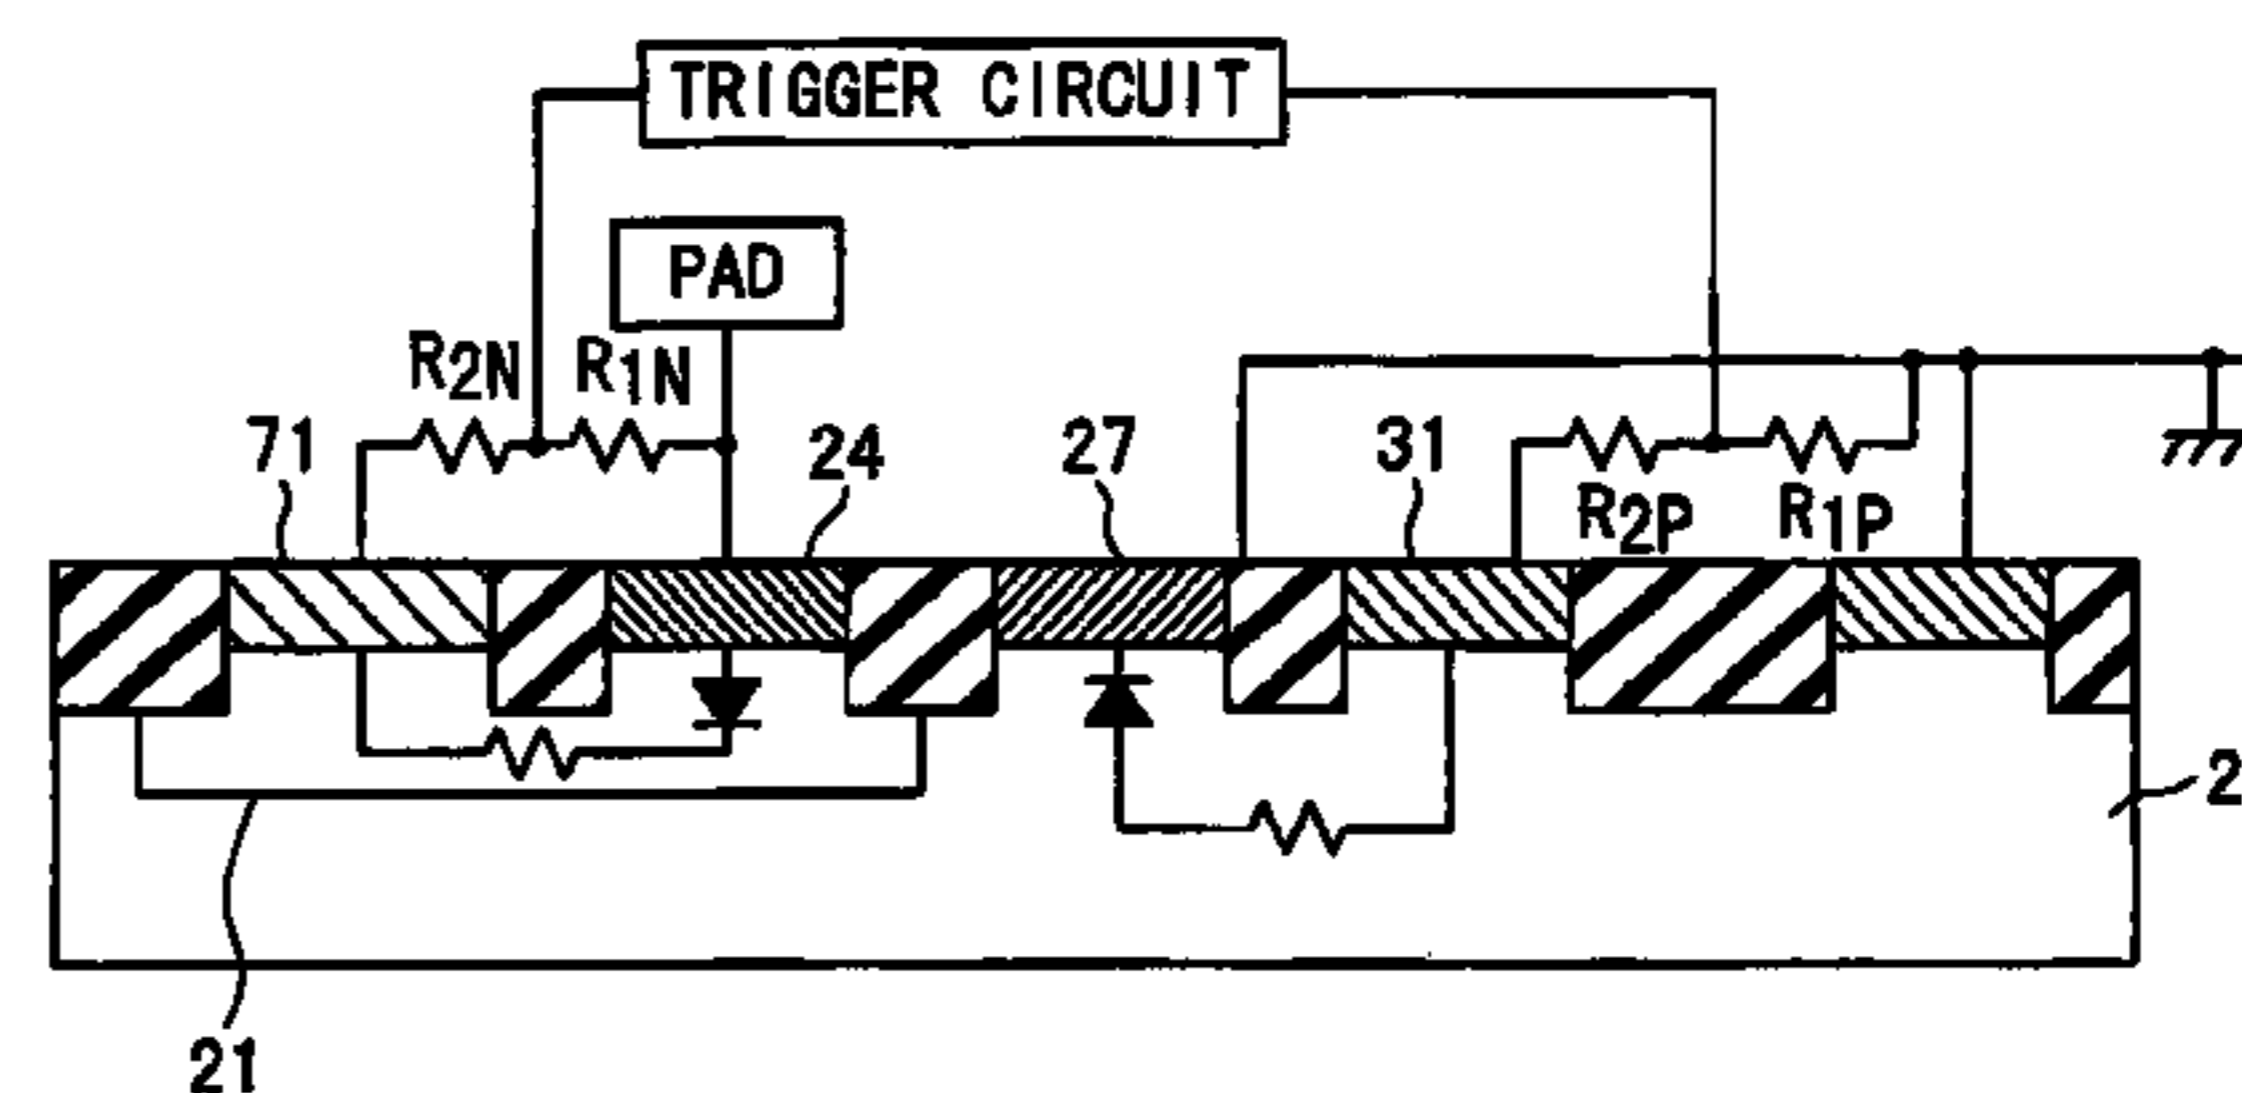 TRIGGER CIRCUIT
PAD
R2N R1N
71 24 27 31
R2P R1P
2
21